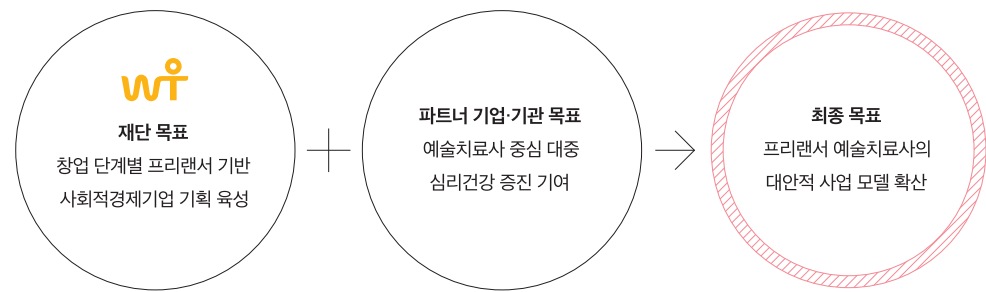 wit
재단 목표
창업 단계별 프리랜서 기반
사회적경제기업 기획 육성
파트너 기업·기관 목표
예술치료사 중심 대중
심리건강 증진 기여
최종 목표
프리랜서 예술치료사의
대안적 사업 모델 확산